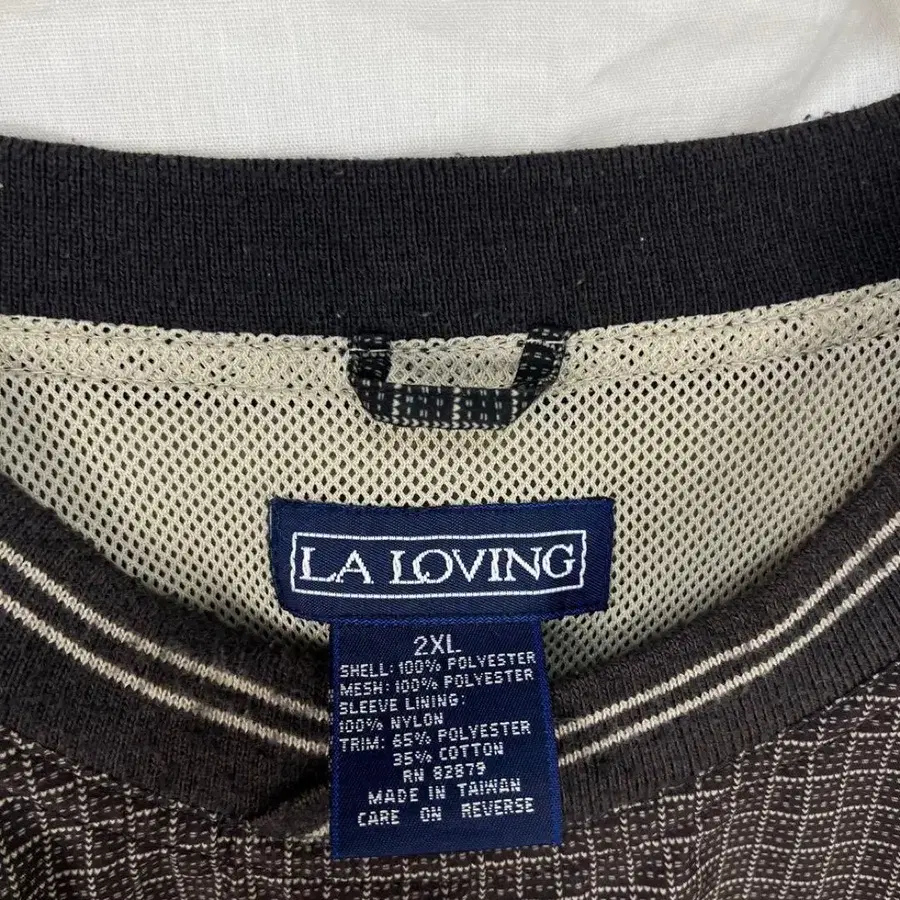 LA LOVING
2XL
SHELL: 100% POLYESTER
MESH: 100% POLYESTER
SLEEVE LINING:
100% NYLON
TRIM: 65% POLYESTER
35% COTTON
RN 82879
MADE IN TAIWAN
CARE ON REVERSE